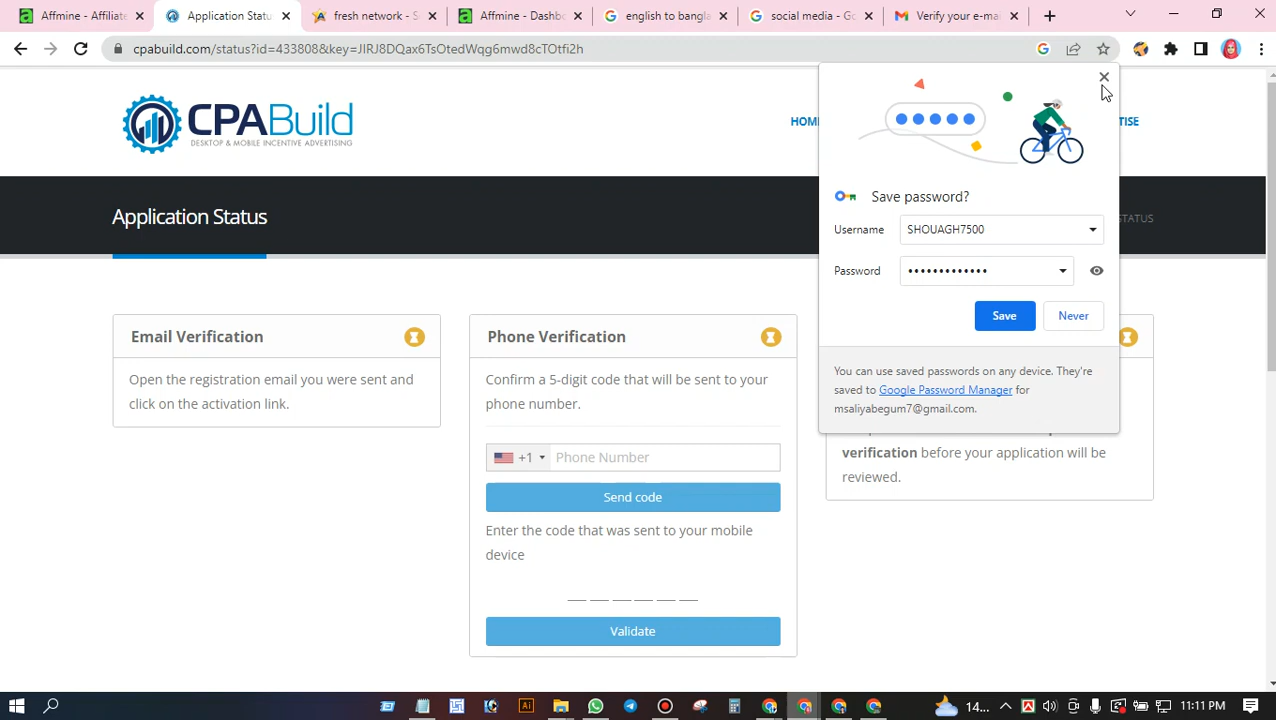 Affmine - Affiliate
Application Statu
fresh network - S
Affmine - Dashbo
english to bangla
social media - Go
Verify your e-mai
cpabuild.com/status?id=433808&key=JIRJ8DQax6TsOtedWqg6mwd8cTOtfi2h
CPABuild
DESKTOP & MOBILE INCENTIVE ADVERTISING
HOM
TISE
Application Status
STATUS
Save password?
Username SHOUAGH7500
Password •••••••••••••
Save Never
You can use saved passwords on any device. They're
saved to Google Password Manager for
msaliyabegum7@gmail.com.
Email Verification
Open the registration email you were sent and
click on the activation link.
Phone Verification
Confirm a 5-digit code that will be sent to your
phone number.
+1 Phone Number
Send code
Enter the code that was sent to your mobile
device
Validate
verification before your application will be
reviewed.
14...
11:11 PM